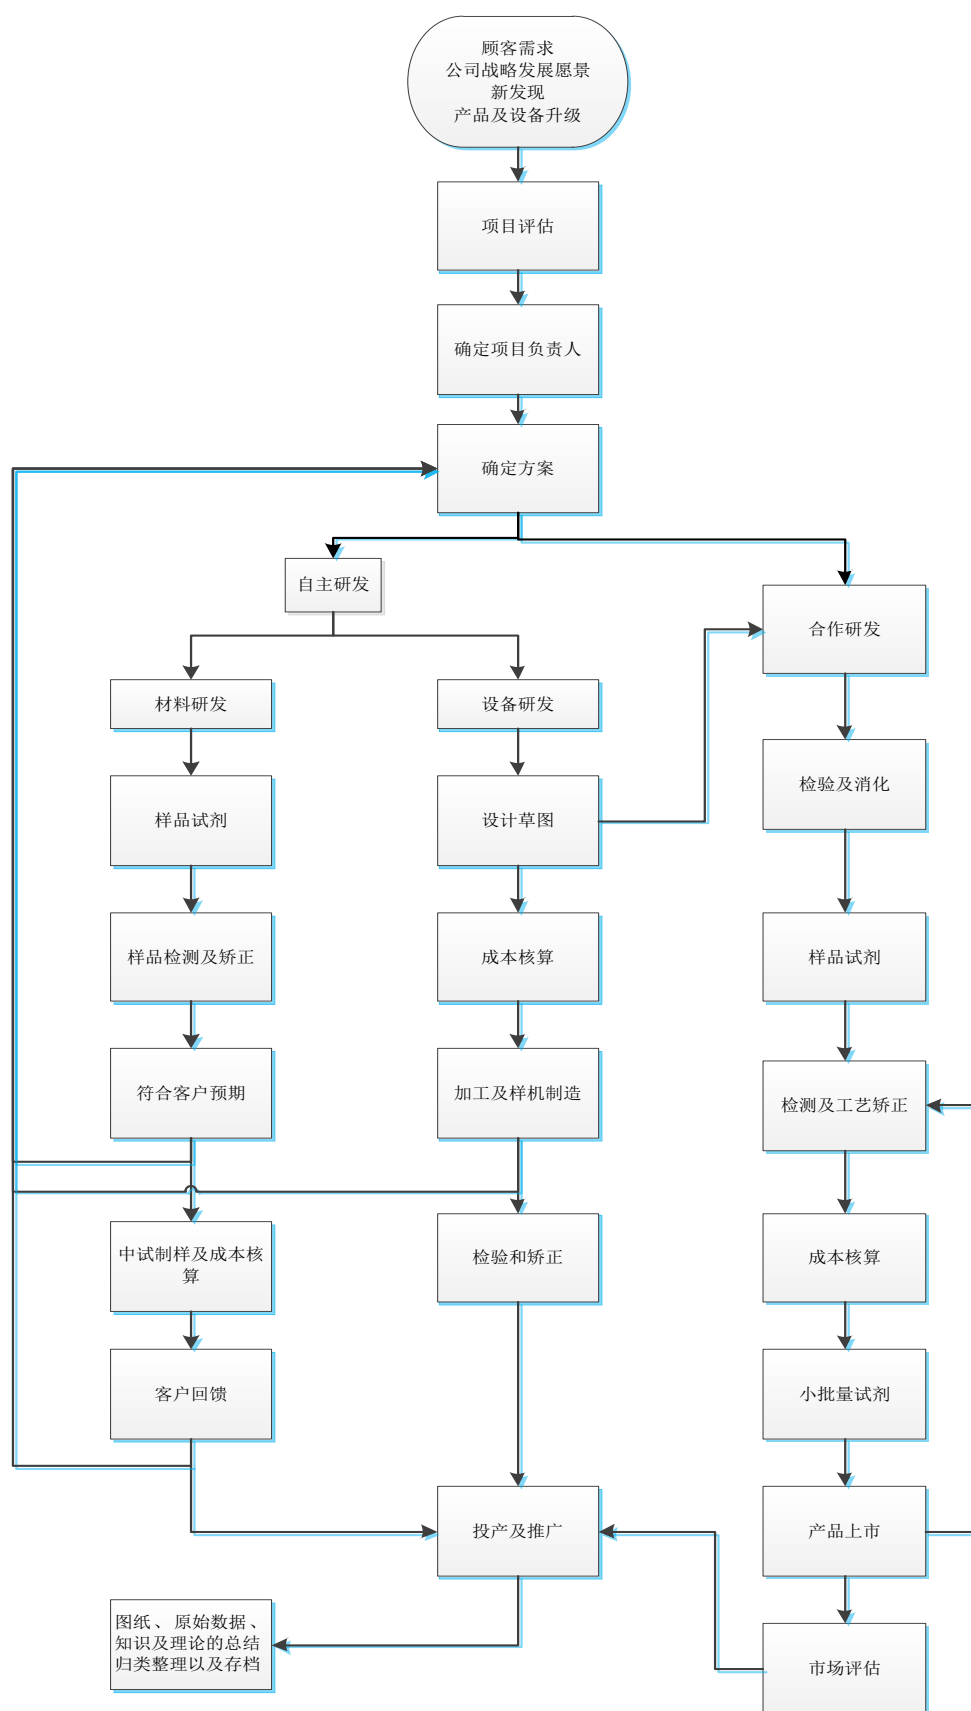 顾客需求
公司战略发展愿景
新发现
产品及设备升级
项目评估
确定项目负责人
确定方案
自主研发
合作研发
材料研发
设备研发
检验及消化
样品试剂
设计草图
样品检测及矫正
成本核算
样品试剂
符合客户预期
加工及样机制造
检测及工艺矫正
中试制样及成本核
算
检验和矫正
成本核算
客户回馈
小批量试剂
投产及推广
产品上市
图纸、原始数据、
知识及理论的总结
归类整理以及存档
市场评估